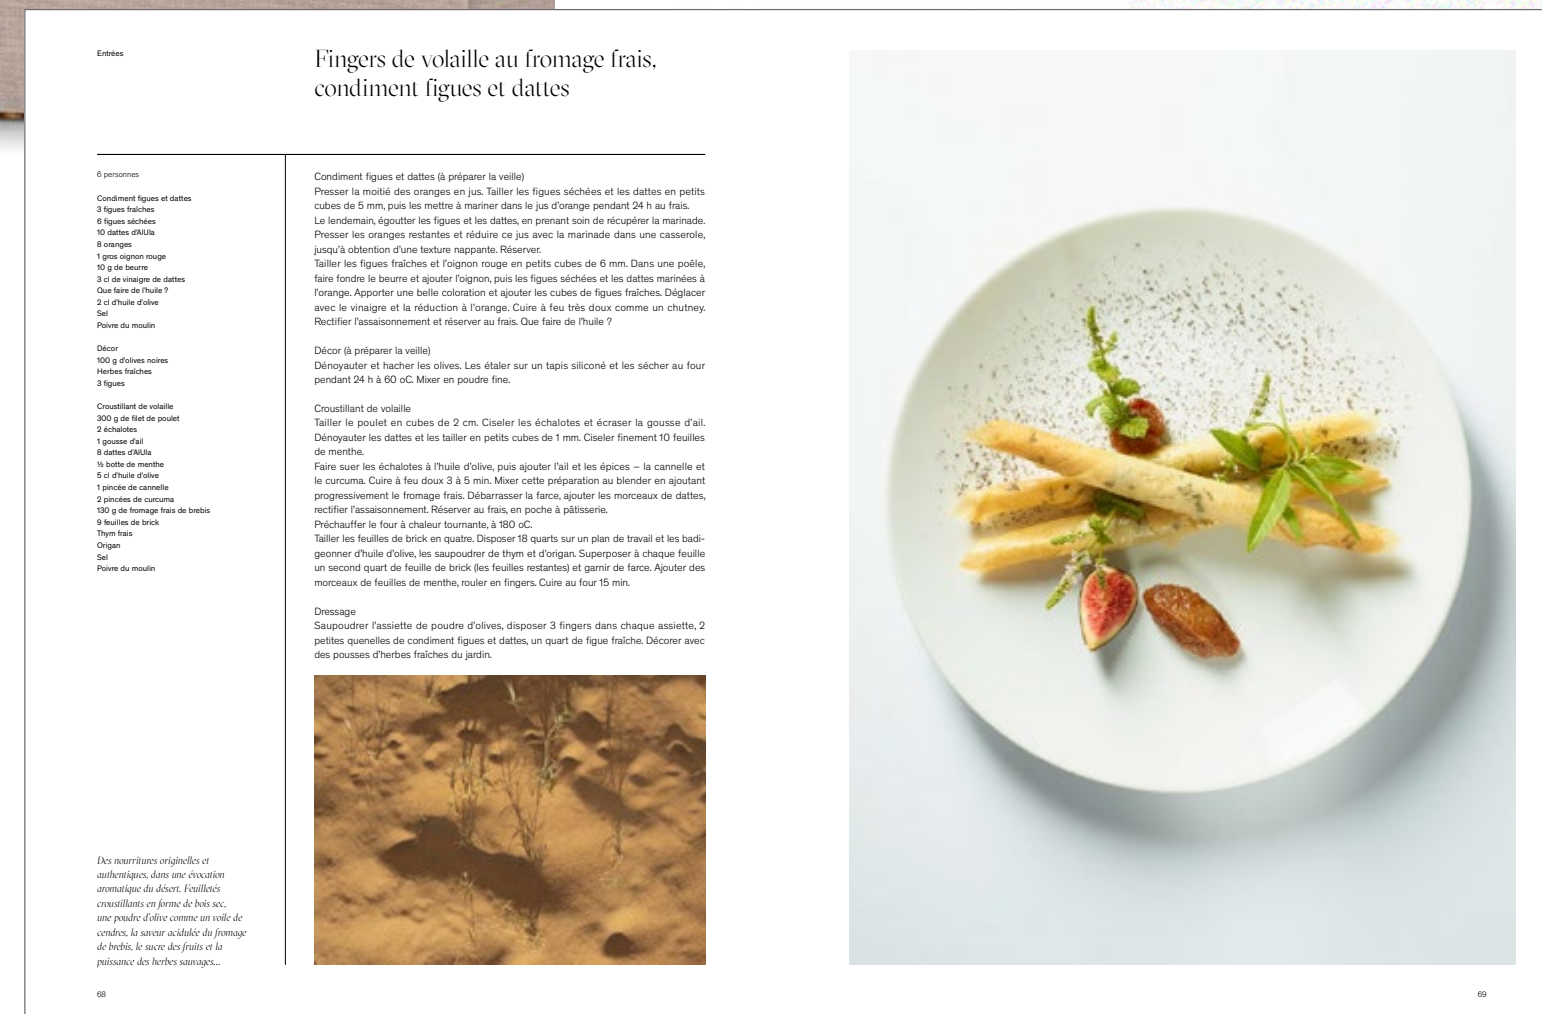 Entrées
Fingers de volaille au fromage frais,
condiment figues et dattes
6 personnes
Condiment figues et dattes
3 figues fraîches
6 figues séchées
10 dattes d'AlUla
8 oranges
1 gros oignon rouge
10 g de beurre
3 cl de vinaigre de dattes
Que faire de l'huile ?
2 cl d'huile d'olive
Sel
Poivre du moulin
Décor
100 g d'olives noires
Herbes fraîches
3 figues
Croustillant de volaille
300 g de filet de poulet
2 échalotes
1 gousse d'ail
8 dattes d'AlUla
½ botte de menthe
5 cl d'huile d'olive
1 pincée de cannelle
2 pincées de curcuma
130 g de fromage frais de brebis
9 feuilles de brick
Thym frais
Origan
Sel
Poivre du moulin
Des nourritures originelles et
authentiques, dans une évocation
aromatique du désert. Feuilletés
croustillants en forme de bois sec,
une poudre d'olive comme un voile de
cendres, la saveur acidulée du fromage
de brebis, le sucre des fruits et la
puissance des herbes sauvages...
68
Condiment figues et dattes (à préparer la veille)
Presser la moitié des oranges en jus. Tailler les figues séchées et les dattes en petits
cubes de 5 mm, puis les mettre à mariner dans le jus d'orange pendant 24 h au frais.
Le lendemain, égoutter les figues et les dattes, en prenant soin de récupérer la marinade.
Presser les oranges restantes et réduire ce jus avec la marinade dans une casserole,
jusqu'à obtention d'une texture nappante. Réserver.
Tailler les figues fraîches et l'oignon rouge en petits cubes de 6 mm. Dans une poêle,
faire fondre le beurre et ajouter l'oignon, puis les figues séchées et les dattes marinées à
l'orange. Apporter une belle coloration et ajouter les cubes de figues fraîches. Déglacer
avec le vinaigre et la réduction à l'orange. Cuire à feu très doux comme un chutney.
Rectifier l'assaisonnement et réserver au frais. Que faire de l'huile ?
Décor (à préparer la veille)
Dénoyauter et hacher les olives. Les étaler sur un tapis siliconé et les sécher au four
pendant 24 h à 60 oC. Mixer en poudre fine.
Croustillant de volaille
Tailler le poulet en cubes de 2 cm. Ciseler les échalotes et écraser la gousse d'ail.
Dénoyauter les dattes et les tailler en petits cubes de 1 mm. Ciseler finement 10 feuilles
de menthe.
Faire suer les échalotes à l'huile d'olive, puis ajouter l'ail et les épices – la cannelle et
le curcuma. Cuire à feu doux 3 à 5 min. Mixer cette préparation au blender en ajoutant
progressivement le fromage frais. Débarrasser la farce, ajouter les morceaux de dattes,
rectifier l'assaisonnement. Réserver au frais, en poche à pâtisserie.
Préchauffer le four à chaleur tournante, à 180 oC.
Tailler les feuilles de brick en quatre. Disposer 18 quarts sur un plan de travail et les badi-
geonner d'huile d'olive, les saupoudrer de thym et d'origan. Superposer à chaque feuille
un second quart de feuille de brick (les feuilles restantes) et garnir de farce. Ajouter des
morceaux de feuilles de menthe, rouler en fingers. Cuire au four 15 min.
Dressage
Saupoudrer l'assiette de poudre d'olives, disposer 3 fingers dans chaque assiette, 2
petites quenelles de condiment figues et dattes, un quart de figue fraîche. Décorer avec
des pousses d'herbes fraîches du jardin.
69